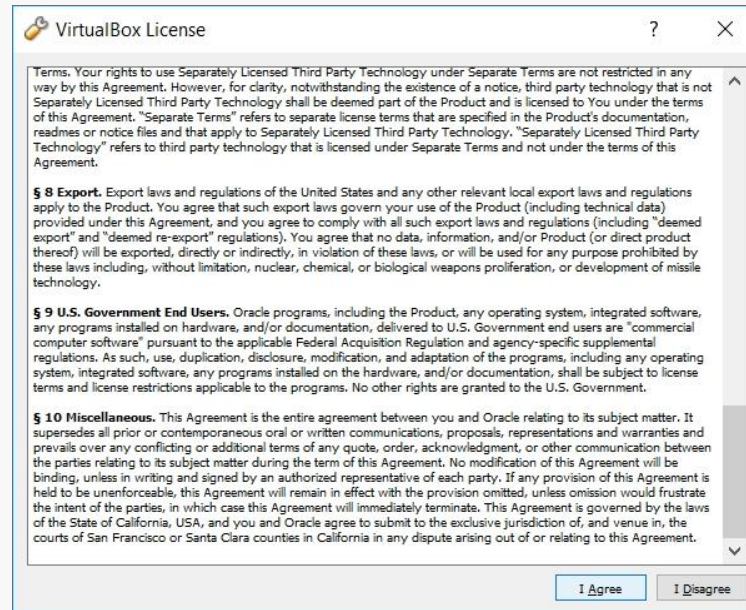 VirtualBox License
Terms. Your rights to use Separately Licensed Third Party Technology under Separate Terms are not restricted in any
way by this Agreement. However, for clarity, notwithstanding the existence of a notice, third party technology that is not
Separately Licensed Third Party Technology shall be deemed part of the Product and is licensed to You under the terms
of this Agreement. "Separate Terms" refers to separate license terms that are specified in the Product's documentation,
readmes or notice files and that apply to Separately Licensed Third Party Technology. "Separately Licensed Third Party
Technology" refers to third party technology that is licensed under Separate Terms and not under the terms of this
Agreement.
§ 8 Export. Export laws and regulations of the United States and any other relevant local export laws and regulations
apply to the Product. You agree that such export laws govern your use of the Product (including technical data)
provided under this Agreement, and you agree to comply with all such export laws and regulations (including "deemed
export" and "deemed re-export" regulations). You agree that no data, information, and/or Product (or direct product
thereof) will be exported, directly or indirectly, in violation of these laws, or will be used for any purpose prohibited by
these laws including, without limitation, nuclear, chemical, or biological weapons proliferation, or development of missile
technology.
§ 9 U.S. Government End Users. Oracle programs, including the Product, any operating system, integrated software,
any programs installed on hardware, and/or documentation, delivered to U.S. Government end users are "commercial
computer software" pursuant to the applicable Federal Acquisition Regulation and agency-specific supplemental
regulations. As such, use, duplication, disclosure, modification, and adaptation of the programs, including any operating
system, integrated software, any programs installed on the hardware, and/or documentation, shall be subject to license
terms and license restrictions applicable to the programs. No other rights are granted to the U.S. Government.
§ 10 Miscellaneous. This Agreement is the entire agreement between you and Oracle relating to its subject matter. It
supersedes all prior or contemporaneous oral or written communications, proposals, representations and warranties and
prevails over any conflicting or additional terms of any quote, order, acknowledgment, or other communication between
the parties relating to its subject matter during the term of this Agreement. No modification of this Agreement will be
binding, unless in writing and signed by an authorized representative of each party. If any provision of this Agreement is
held to be unenforceable, this Agreement will remain in effect with the provision omitted, unless omission would frustrate
the intent of the parties, in which case this Agreement will immediately terminate. This Agreement is governed by the laws
of the State of California, USA, and you and Oracle agree to submit to the exclusive jurisdiction of, and venue in, the
courts of San Francisco or Santa Clara counties in California in any dispute arising out of or relating to this Agreement.
I Agree
I Disagree